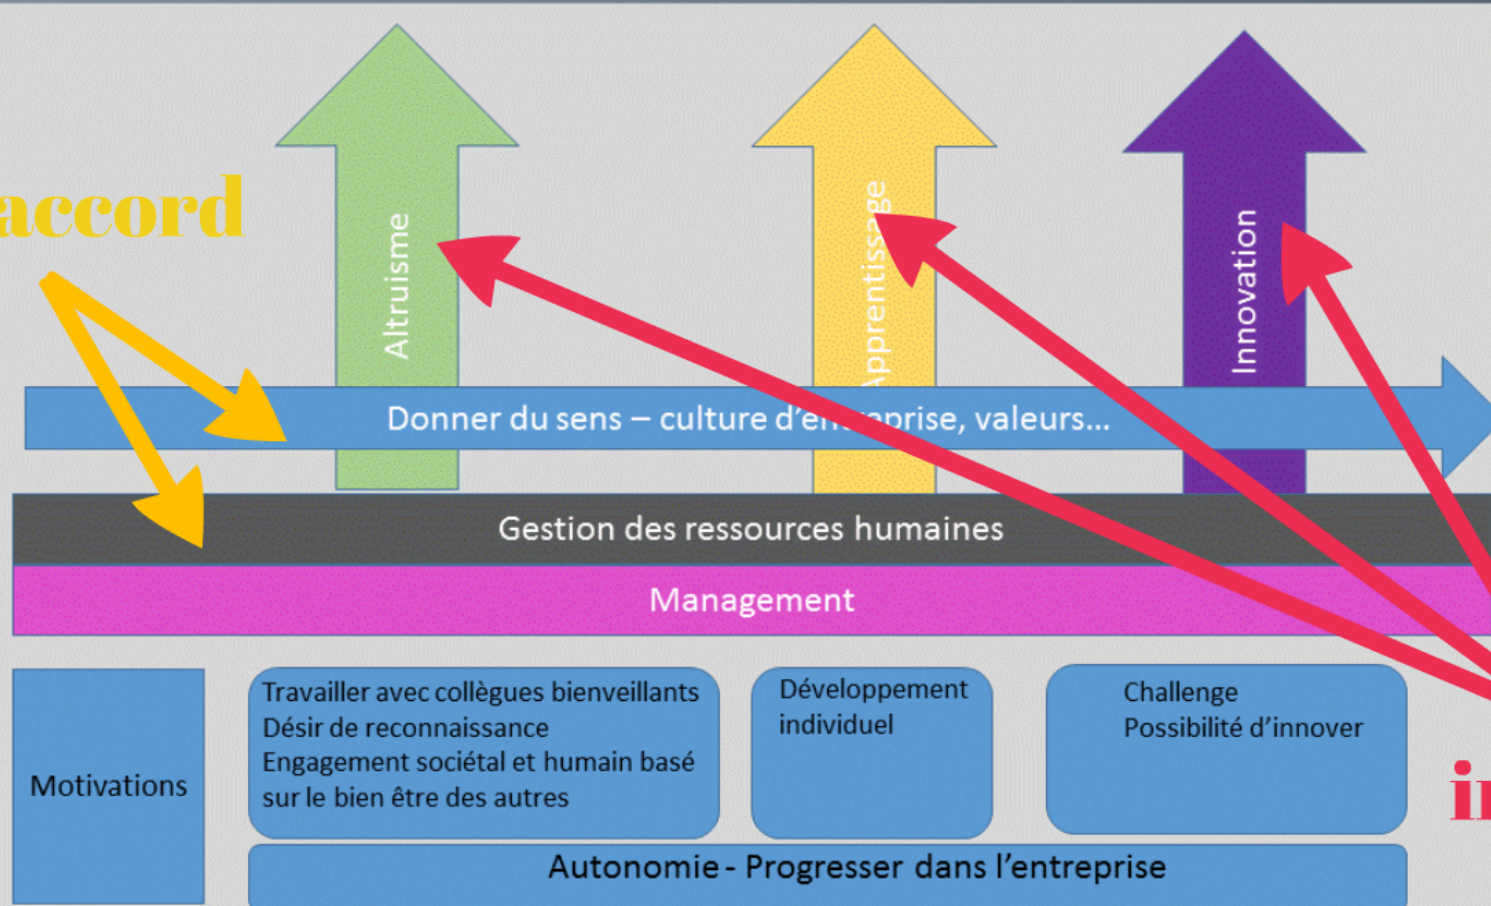 accord
Altruisme
Apprentissage
Innovation
Donner du sens – culture d'entreprise, valeurs...
Gestion des ressources humaines
Management
Motivations
Travailler avec collègues bienveillants
Désir de reconnaissance
Engagement sociétal et humain basé
sur le bien être des autres
Développement
individuel
Challenge
Possibilité d'innover
Autonomie - Progresser dans l'entreprise